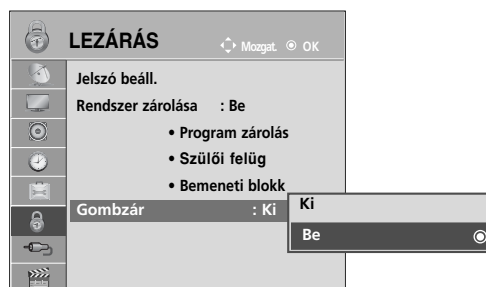 LEZÁRÁS Mozgat. OK
Jelszó beáll.
Rendszer zárolása : Be
• Program zárolás
• Szülői felüg
• Bemeneti blokk
Gombzár : Ki
Ki
Be